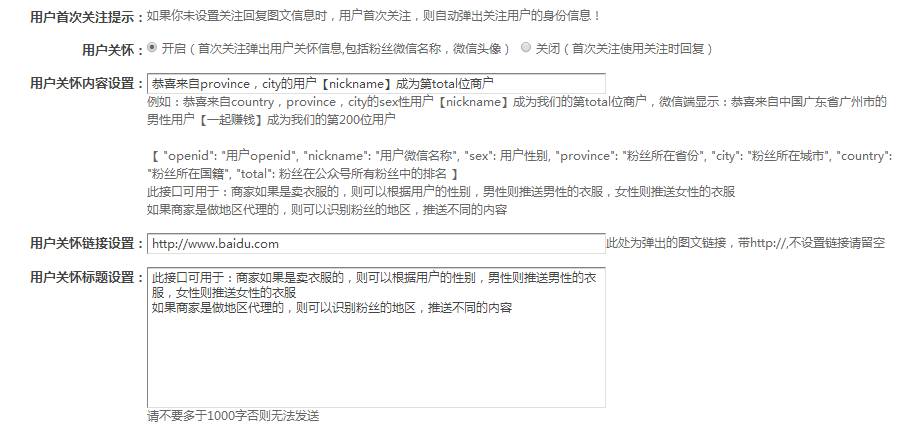 用户首次关注提示：如果你未设置关注回复图文信息时，用户首次关注，则自动弹出关注用户的身份信息！
用户关怀：开启（首次关注弹出用户关怀信息,包括粉丝微信名称，微信头像） 关闭（首次关注使用关注时回复）
用户关怀内容设置：恭喜来自province，city的用户【nickname】成为第total位商户
例如：恭喜来自country，province，city的sex性用户【nickname】成为我们的第total位商户，微信端显示：恭喜来自中国广东省广州市的
男性用户【一起赚钱】成为我们的第200位用户
【 "openid": "用户openid", "nickname": "用户微信名称", "sex": 用户性别, "province": "粉丝所在省份", "city": "粉丝所在城市", "country":
"粉丝所在国籍", "total": 粉丝在公众号所有粉丝中的排名 】
此接口可用于：商家如果是卖衣服的，则可以根据用户的性别，男性则推送男性的衣服，女性则推送女性的衣服
如果商家是做地区代理的，则可以识别粉丝的地区，推送不同的内容
用户关怀链接设置：http://www.baidu.com 此处为弹出的图文链接，带http://,不设置链接请留空
用户关怀标题设置：此接口可用于：商家如果是卖衣服的，则可以根据用户的性别，男性则推送男性的衣
服，女性则推送女性的衣服
如果商家是做地区代理的，则可以识别粉丝的地区，推送不同的内容
请不要多于1000字否则无法发送